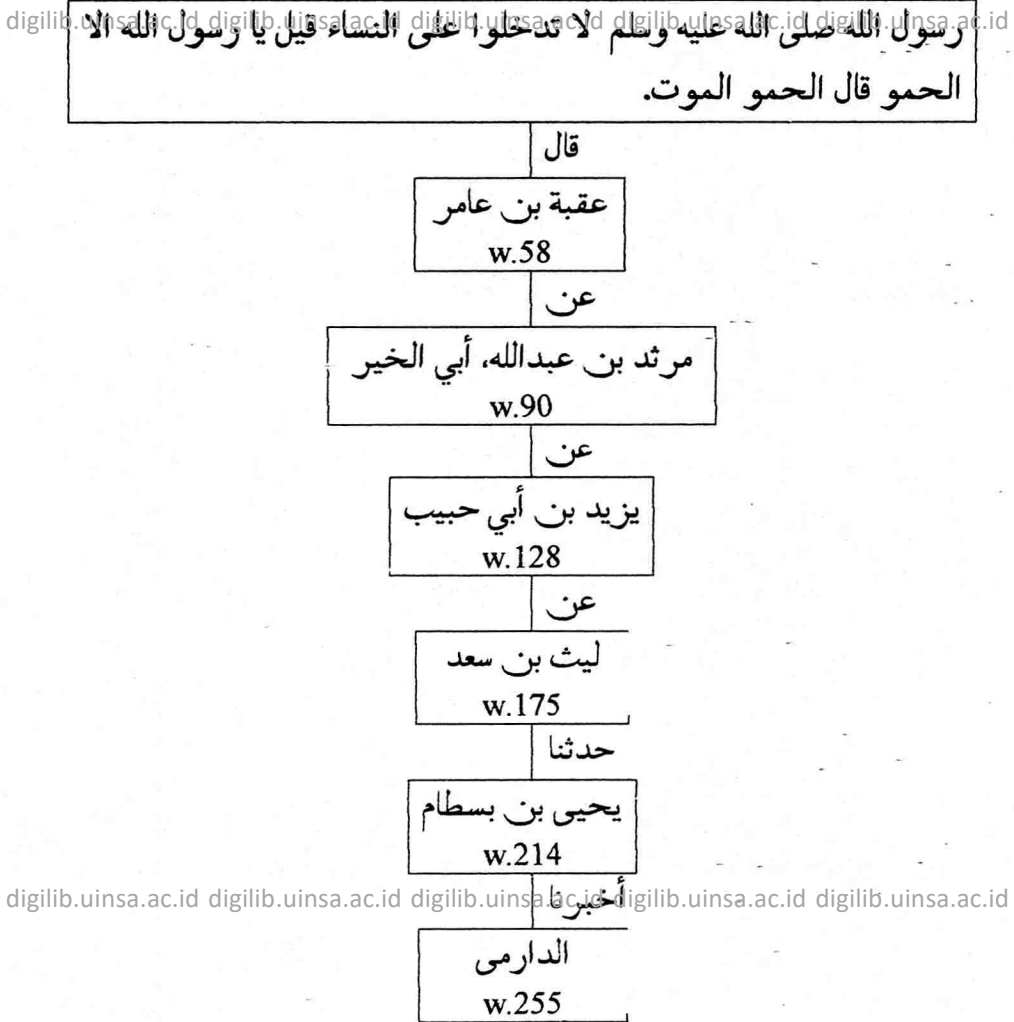 digilib.uinsa.ac.id digilib.uinsa.ac.id digilib.uinsa.ac.id digilib.uinsa.ac.id digilib.uinsa.ac.id
رسول الله صلى الله عليه وسلم لا تدخلوا على النساء قيل يا رسول الله الا
الحمو قال الحمو الموت.
قال
عقبة بن عامر
w.58
عن
مرثد بن عبدالله، أبي الخير
w.90
عن
يزيد بن أبي حبيب
w.128
عن
ليث بن سعد
w.175
حدثنا
يحيى بن بسطام
w.214
digilib.uinsa.ac.id digilib.uinsa.ac.id digilib.uinsa.ac.id digilib.uinsa.ac.id digilib.uinsa.ac.id
أخبرنا
الدارمى
w.255